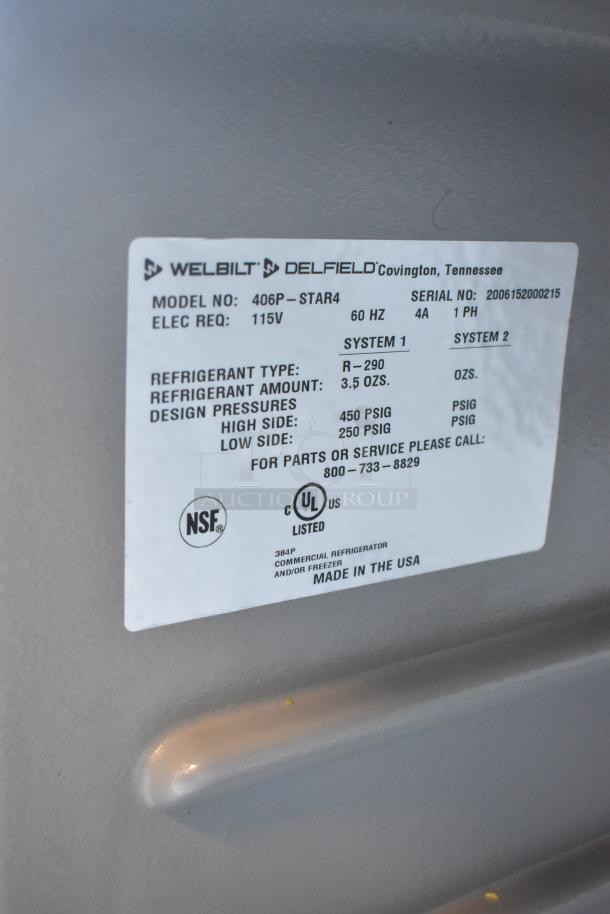 WELBILT DELFIELD Covington, Tennessee
MODEL NO: 406P-STAR4 SERIAL NO: 2006152000215
ELEC REQ: 115V 60 HZ 4A 1 PH
SYSTEM 1 SYSTEM 2
REFRIGERANT TYPE: R-290
REFRIGERANT AMOUNT: 3.5 OZS. OZS.
DESIGN PRESSURES
HIGH SIDE: 450 PSIG PSIG
LOW SIDE: 250 PSIG PSIG
FOR PARTS OR SERVICE PLEASE CALL:
800-733-8829
AUCTION GROUP
NSF®
C UL US
LISTED
384P
COMMERCIAL REFRIGERATOR
AND/OR FREEZER
MADE IN THE USA